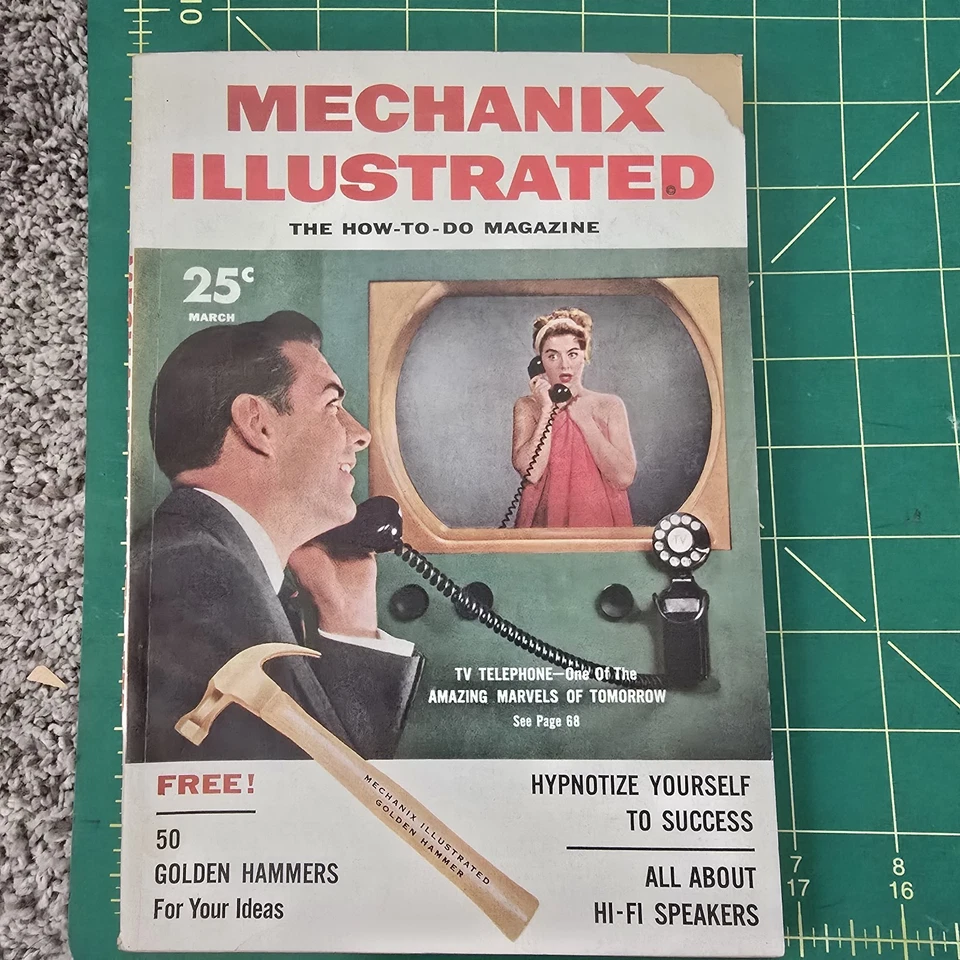 10
MECHANIX
ILLUSTRATED
THE HOW-TO-DO MAGAZINE
25¢
MARCH
TV
TV TELEPHONE—One Of The
AMAZING MARVELS OF TOMORROW
See Page 68
MECHANIX ILLUSTRATED
GOLDEN HAMMER
FREE!
50
GOLDEN HAMMERS
For Your Ideas
HYPNOTIZE YOURSELF
TO SUCCESS
ALL ABOUT
HI-FI SPEAKERS
7 8
17 16